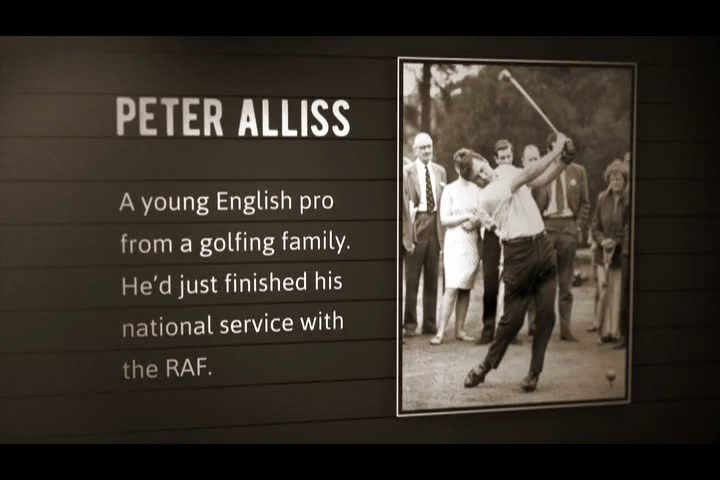 PETER ALLISS
A young English pro
from a golfing family.
He'd just finished his
national service with
the RAF.